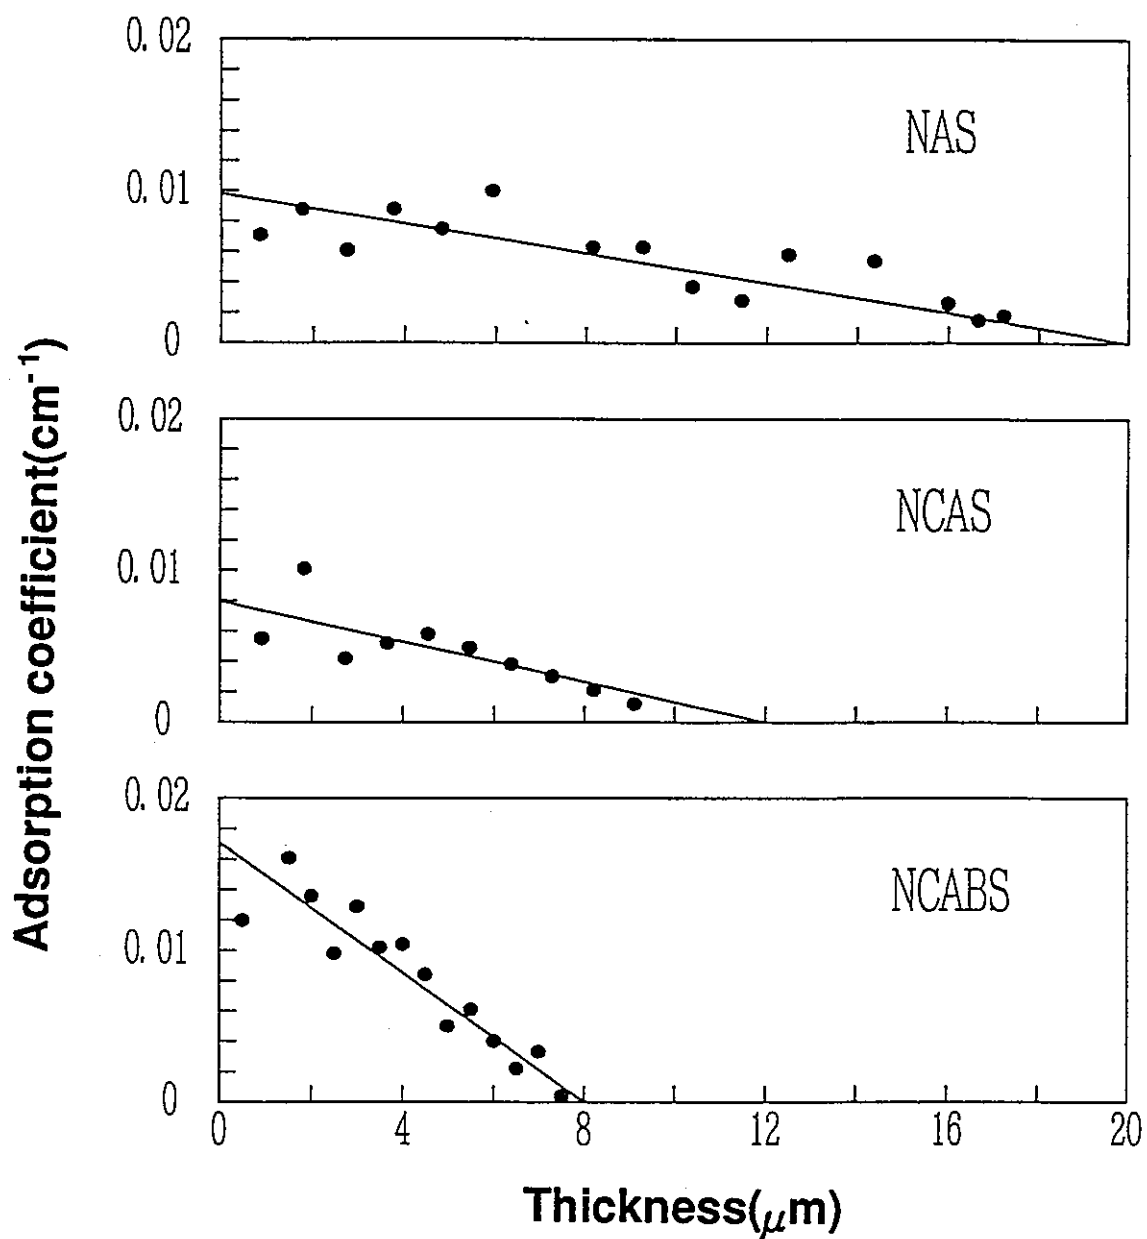 0.02
NAS
0.01
0
0.02
NCAS
0.01
0
0.02
NCABS
0.01
0
0 4 8 12 16 20
Thickness(μm)
Adsorption coefficient(cm⁻¹)